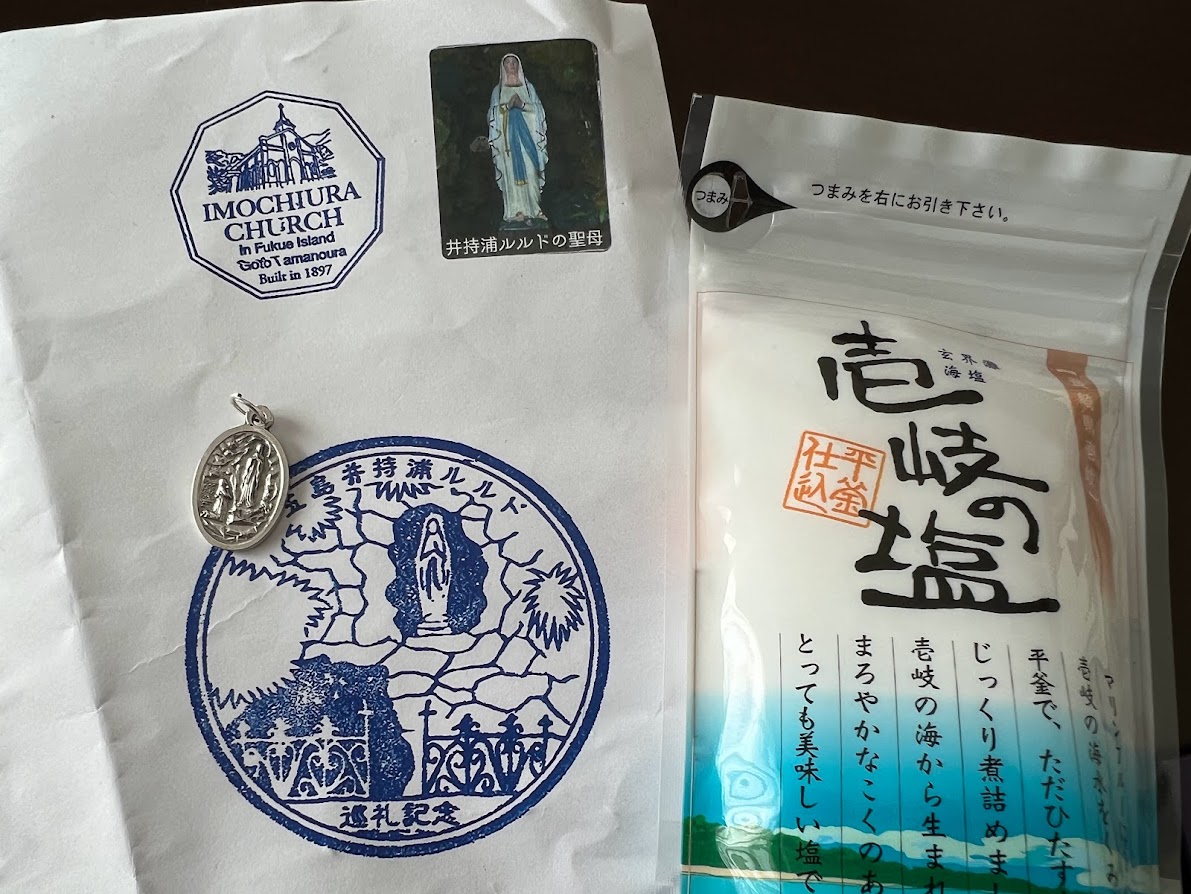 IMOCHIURA
CHURCH
In Fukue Island
Goto Tamanoura
Built in 1897
井持浦ルルドの聖母
五島井持浦ルルド
巡礼記念
つまみ
つまみを右にお引き下さい。
玄界灘
海塩
壱岐の塩
平釜
仕込
壱岐の海水を
平釜で、ただひたす
じっくり煮詰めまし
壱岐の海から生まれ
まろやかなこくのあ
とっても美味しい塩で